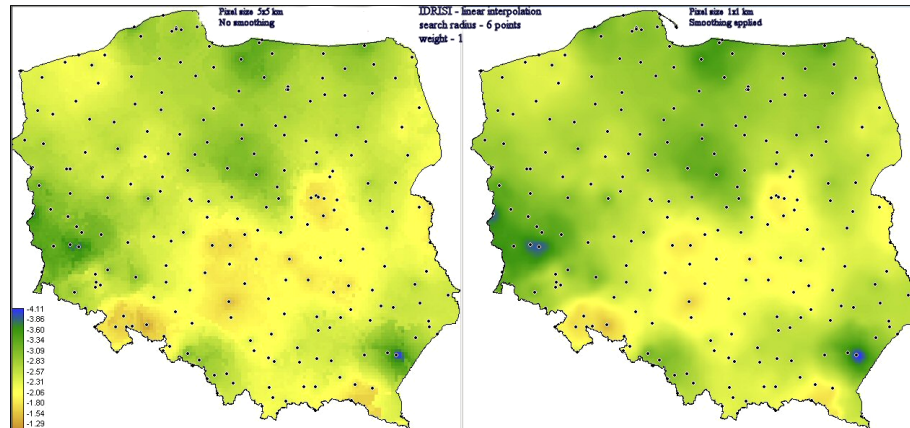 Pixel size 5x5 km
No smoothing
IDRISI - linear interpolation
search radius - 6 points
weight - 1
Pixel size 1x1 km
Smoothing applied
-4.11
-3.86
-3.60
-3.34
-3.09
-2.83
-2.57
-2.31
-2.06
-1.80
-1.54
-1.29